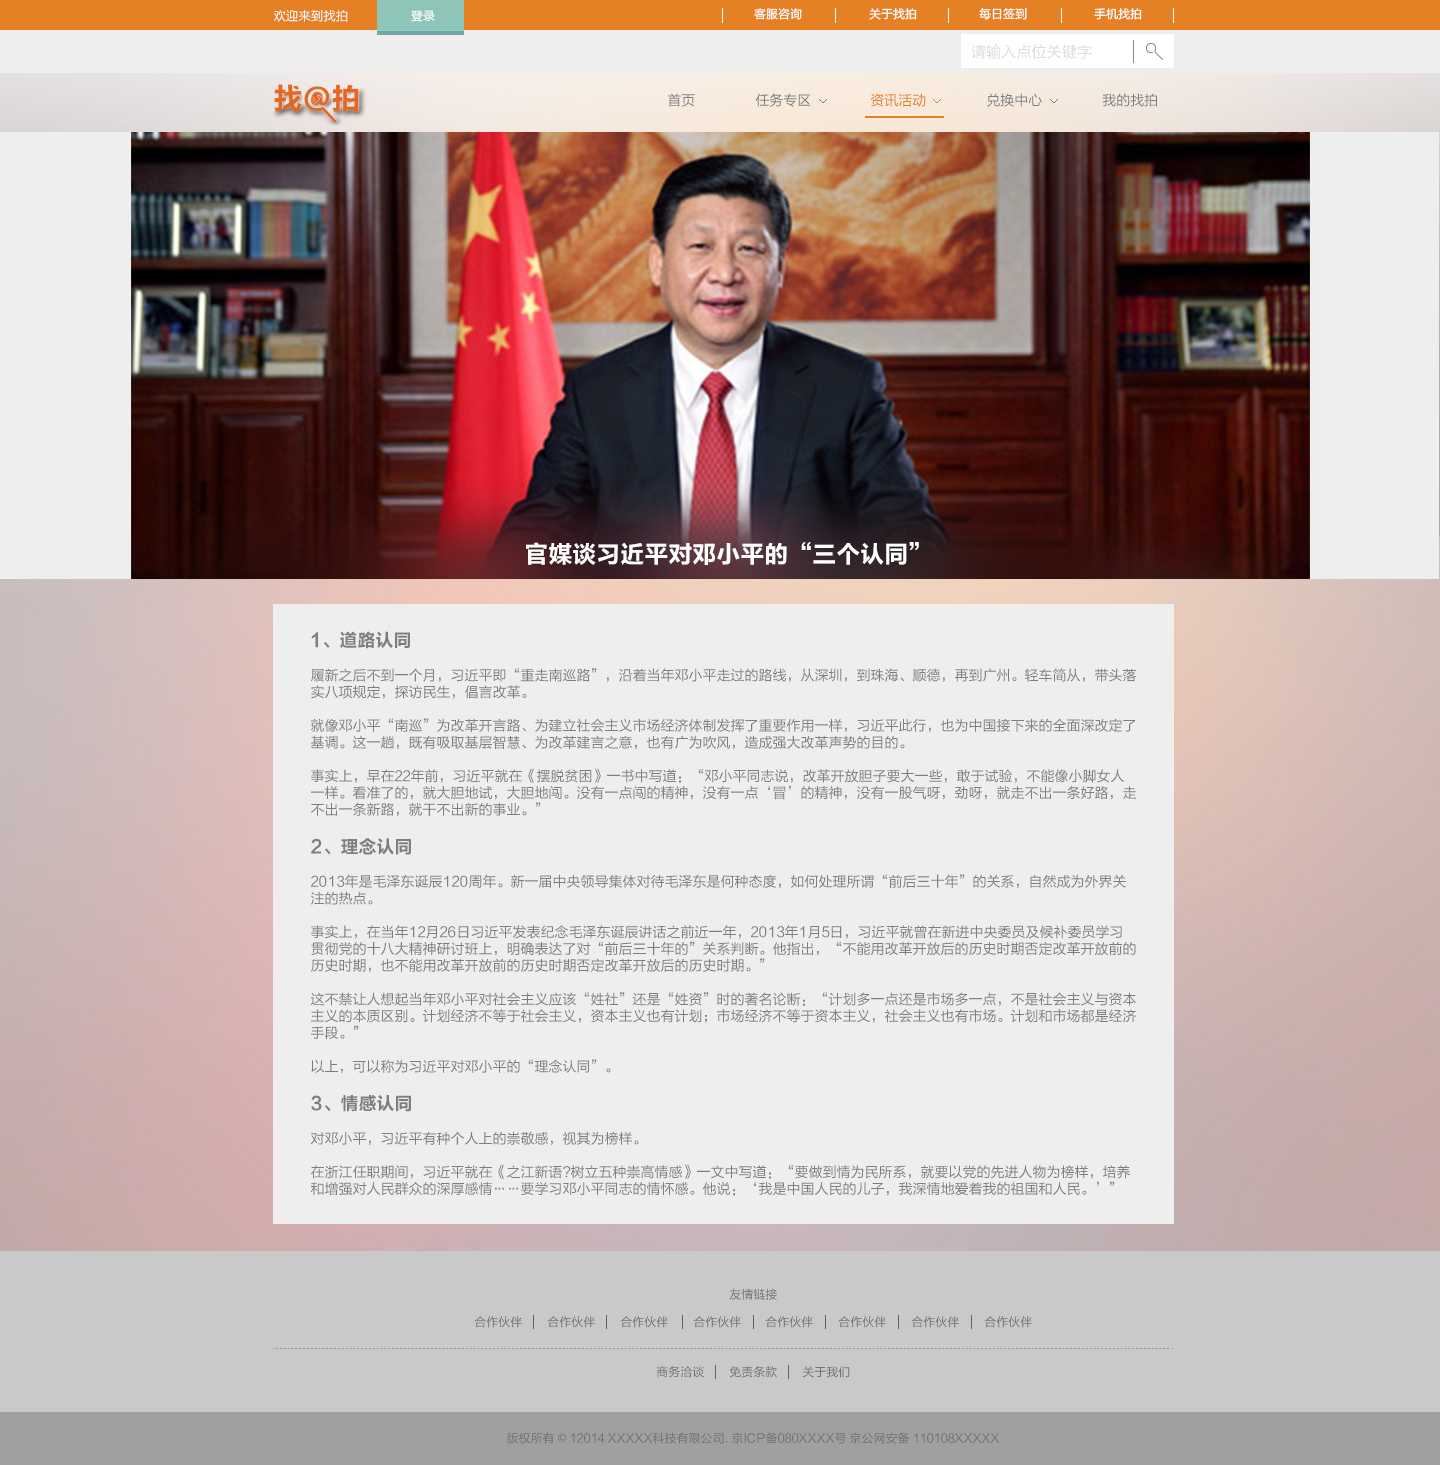 欢迎来到找拍
登录
客服咨询
关于找拍
每日签到
手机找拍
请输入点位关键字
找@拍
首页
任务专区
资讯活动
兑换中心
我的找拍
官媒谈习近平对邓小平的“三个认同”
1、道路认同
履新之后不到一个月，习近平即“重走南巡路”，沿着当年邓小平走过的路线，从深圳，到珠海、顺德，再到广州。轻车简从，带头落
实八项规定，探访民生，倡言改革。
就像邓小平“南巡”为改革开言路、为建立社会主义市场经济体制发挥了重要作用一样，习近平此行，也为中国接下来的全面深改定了
基调。这一趟，既有吸取基层智慧、为改革建言之意，也有广为吹风，造成强大改革声势的目的。
事实上，早在22年前，习近平就在《摆脱贫困》一书中写道：“邓小平同志说，改革开放胆子要大一些，敢于试验，不能像小脚女人
一样。看准了的，就大胆地试，大胆地闯。没有一点闯的精神，没有一点‘冒’的精神，没有一股气呀，劲呀，就走不出一条好路，走
不出一条新路，就干不出新的事业。”
2、理念认同
2013年是毛泽东诞辰120周年。新一届中央领导集体对待毛泽东是何种态度，如何处理所谓“前后三十年”的关系，自然成为外界关
注的热点。
事实上，在当年12月26日习近平发表纪念毛泽东诞辰讲话之前近一年，2013年1月5日，习近平就曾在新进中央委员及候补委员学习
贯彻党的十八大精神研讨班上，明确表达了对“前后三十年的”关系判断。他指出，“不能用改革开放后的历史时期否定改革开放前的
历史时期，也不能用改革开放前的历史时期否定改革开放后的历史时期。”
这不禁让人想起当年邓小平对社会主义应该“姓社”还是“姓资”时的著名论断：“计划多一点还是市场多一点，不是社会主义与资本
主义的本质区别。计划经济不等于社会主义，资本主义也有计划；市场经济不等于资本主义，社会主义也有市场。计划和市场都是经济
手段。”
以上，可以称为习近平对邓小平的“理念认同”。
3、情感认同
对邓小平，习近平有种个人上的崇敬感，视其为榜样。
在浙江任职期间，习近平就在《之江新语?树立五种崇高情感》一文中写道：“要做到情为民所系，就要以党的先进人物为榜样，培养
和增强对人民群众的深厚感情……要学习邓小平同志的情怀感。他说：‘我是中国人民的儿子，我深情地爱着我的祖国和人民。’”
友情链接
合作伙伴 合作伙伴 合作伙伴 合作伙伴 合作伙伴 合作伙伴 合作伙伴 合作伙伴
商务洽谈 免责条款 关于我们
版权所有 © 12014 XXXXX科技有限公司. 京ICP备080XXXX号 京公网安备 110108XXXXX